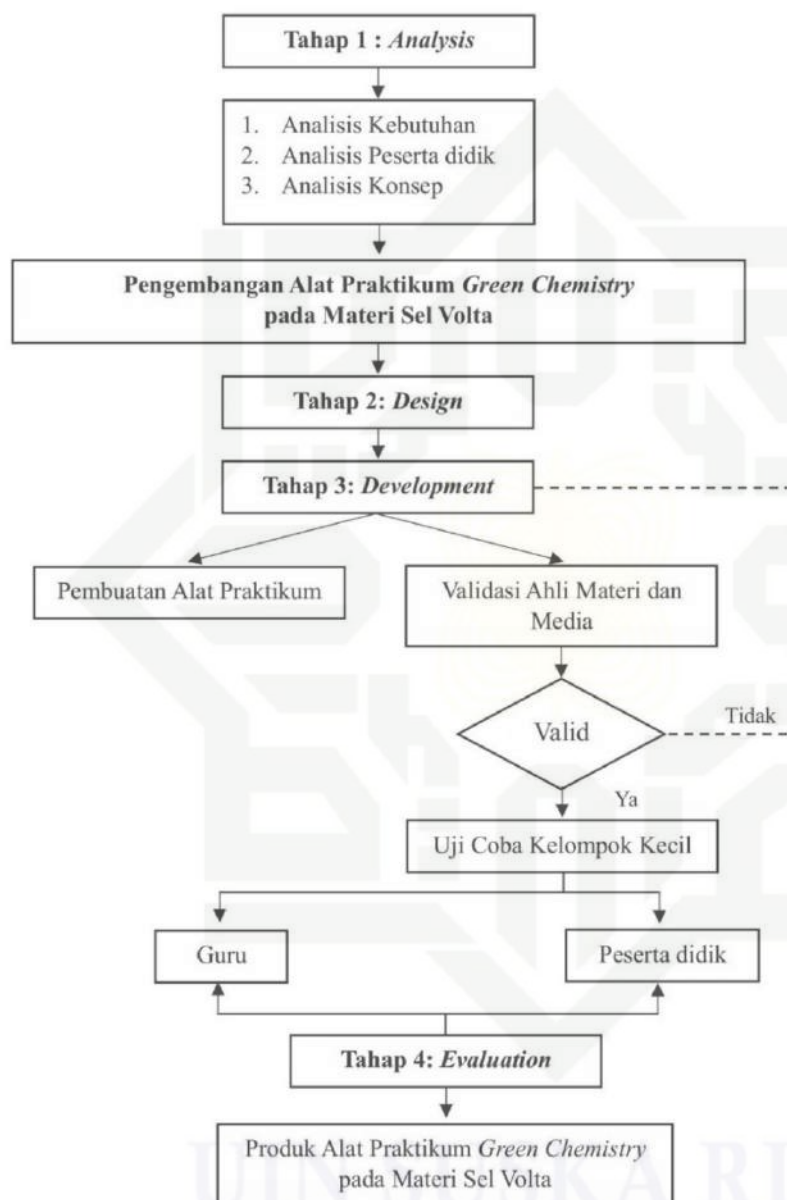 Tahap 1 : Analysis
1. Analisis Kebutuhan
2. Analisis Peserta didik
3. Analisis Konsep
Pengembangan Alat Praktikum Green Chemistry
pada Materi Sel Volta
Tahap 2: Design
Tahap 3: Development
Pembuatan Alat Praktikum
Validasi Ahli Materi dan
Media
Valid
Tidak
Ya
Uji Coba Kelompok Kecil
Guru
Peserta didik
Tahap 4: Evaluation
Produk Alat Praktikum Green Chemistry
pada Materi Sel Volta